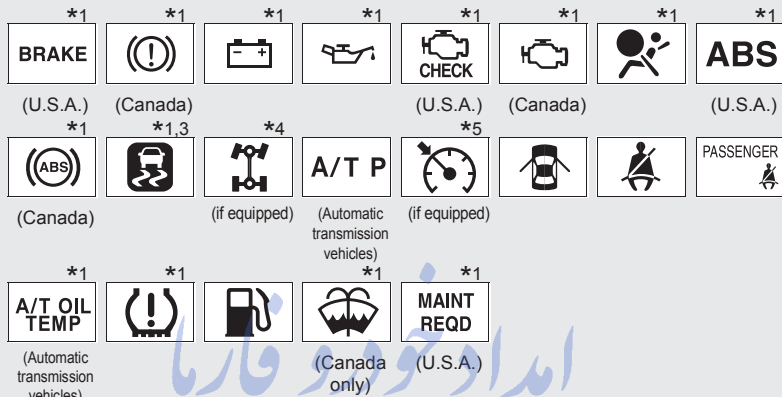 *1 *1 *1 *1 *1 *1 *1 *1
BRAKE CHECK ABS
(U.S.A.) (Canada) (U.S.A.) (Canada) (U.S.A.)
*1 *1,3 *4 *5
ABS A/T P PASSENGER
(Canada) (if equipped) (Automatic (if equipped)
transmission
vehicles)
*1 *1 *1 *1
A/T OIL MAINT
TEMP REQD
(Automatic (Canada (U.S.A.)
transmission only)
vehicles)
امداد خودرو فارما